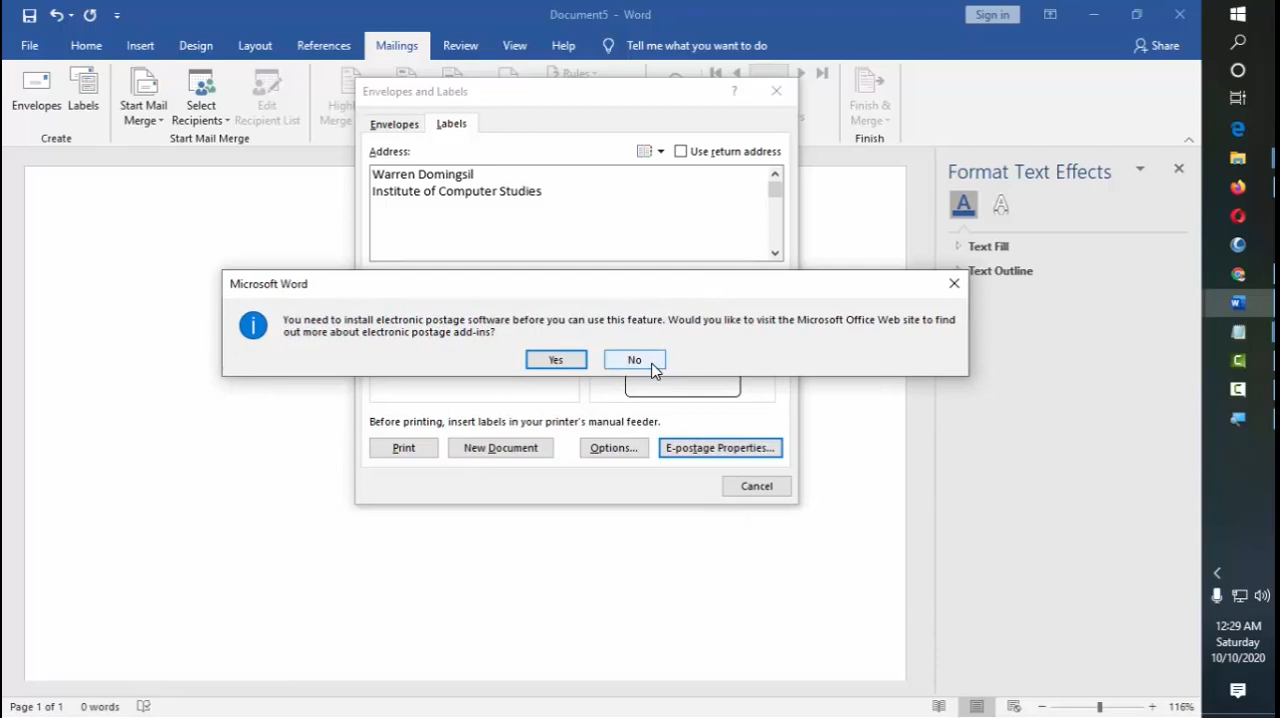 Document5 - Word
Sign in
File Home Insert Design Layout References Mailings Review View Help Tell me what you want to do Share
Envelopes Labels Start Mail Merge Select Recipients Edit Recipient List Rules Finish & Merge
Create Start Mail Merge Finish
Envelopes and Labels ?
Envelopes Labels
Address: Use return address
Warren Domingsil
Institute of Computer Studies
Microsoft Word
You need to install electronic postage software before you can use this feature. Would you like to visit the Microsoft Office Web site to find
out more about electronic postage add-ins?
Yes No
Before printing, insert labels in your printer's manual feeder.
Print New Document Options... E-postage Properties...
Cancel
Format Text Effects
Text Fill
Text Outline
12:29 AM
Saturday
10/10/2020
Page 1 of 1 0 words 116%